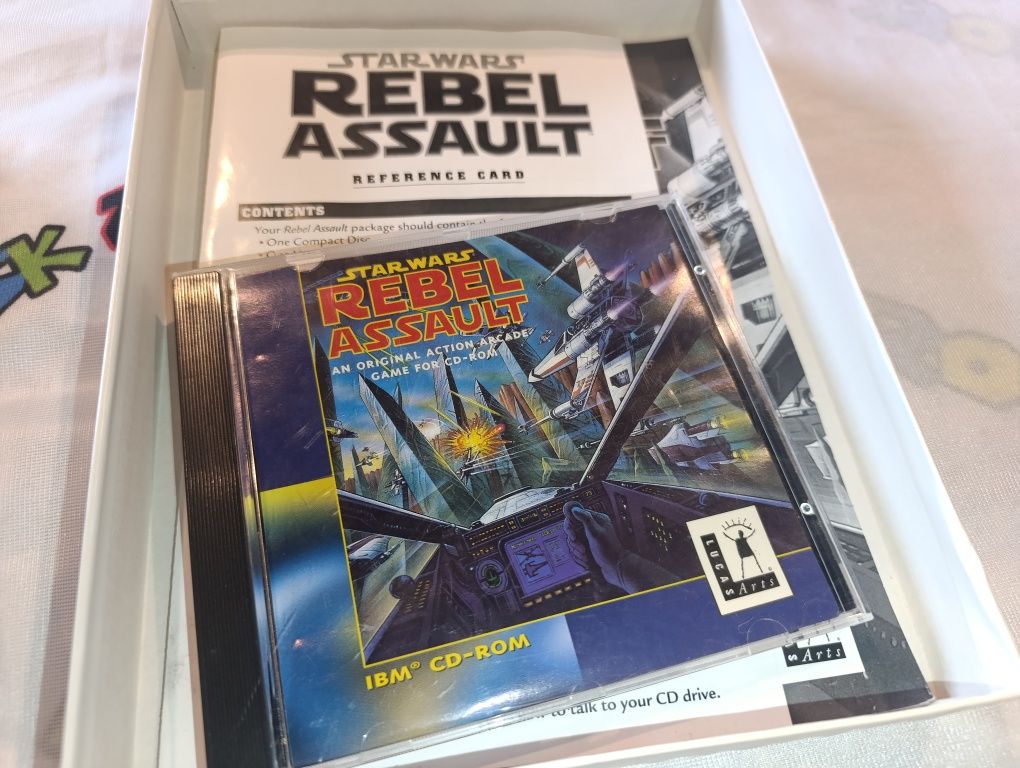 STAR WARS
REBEL
ASSAULT
REFERENCE CARD
CONTENTS
Your Rebel Assault package should contain
• One Compact Disc
STAR WARS
REBEL
ASSAULT
AN ORIGINAL ACTION ARCADE
GAME FOR CD-ROM
LUCAS
Arts
IBM® CD-ROM
Arts
to talk to your CD drive.